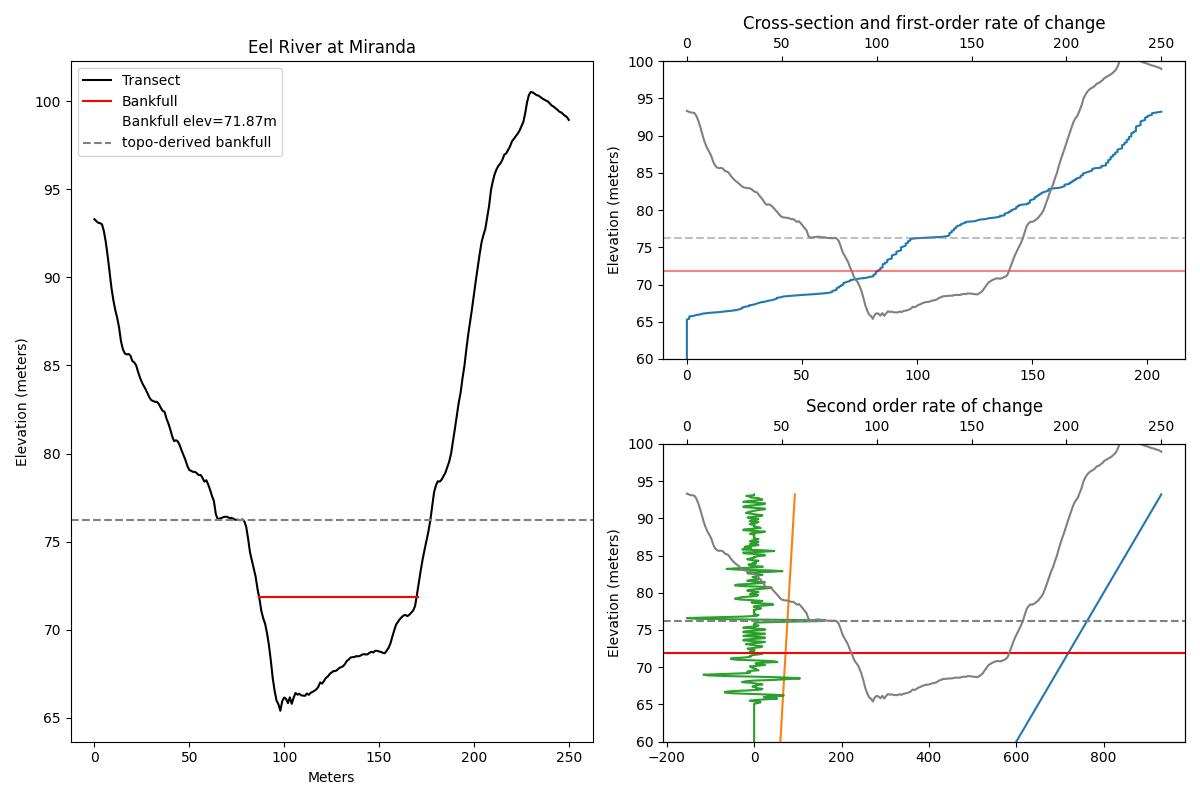 Eel River at Miranda
Transect
Bankfull
Bankfull elev=71.87m
topo-derived bankfull
Elevation (meters)
100
95
90
85
80
75
70
65
0 50 100 150 200 250
Meters
Cross-section and first-order rate of change
0 50 100 150 200 250
Elevation (meters)
100
95
90
85
80
75
70
65
60
0 50 100 150 200
Second order rate of change
0 50 100 150 200 250
Elevation (meters)
100
95
90
85
80
75
70
65
60
−200 0 200 400 600 800